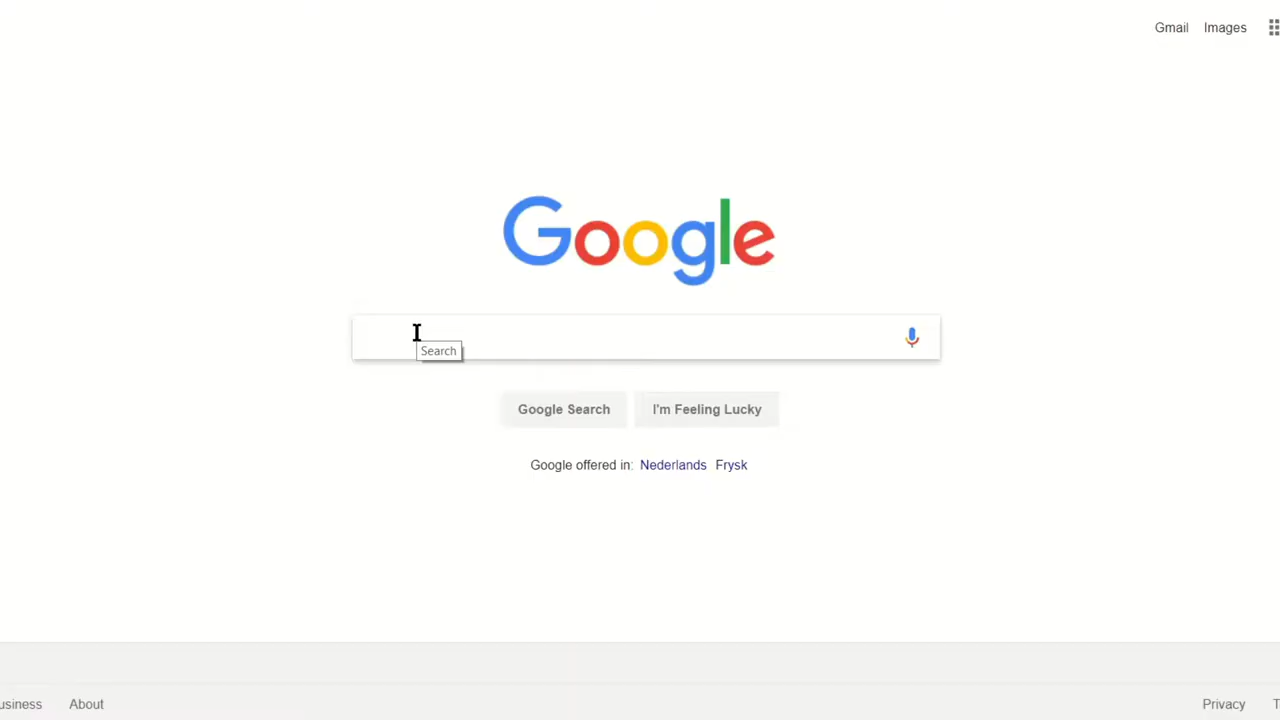 Gmail Images
Google
Search
Google Search I'm Feeling Lucky
Google offered in: Nederlands Frysk
usiness About Privacy T